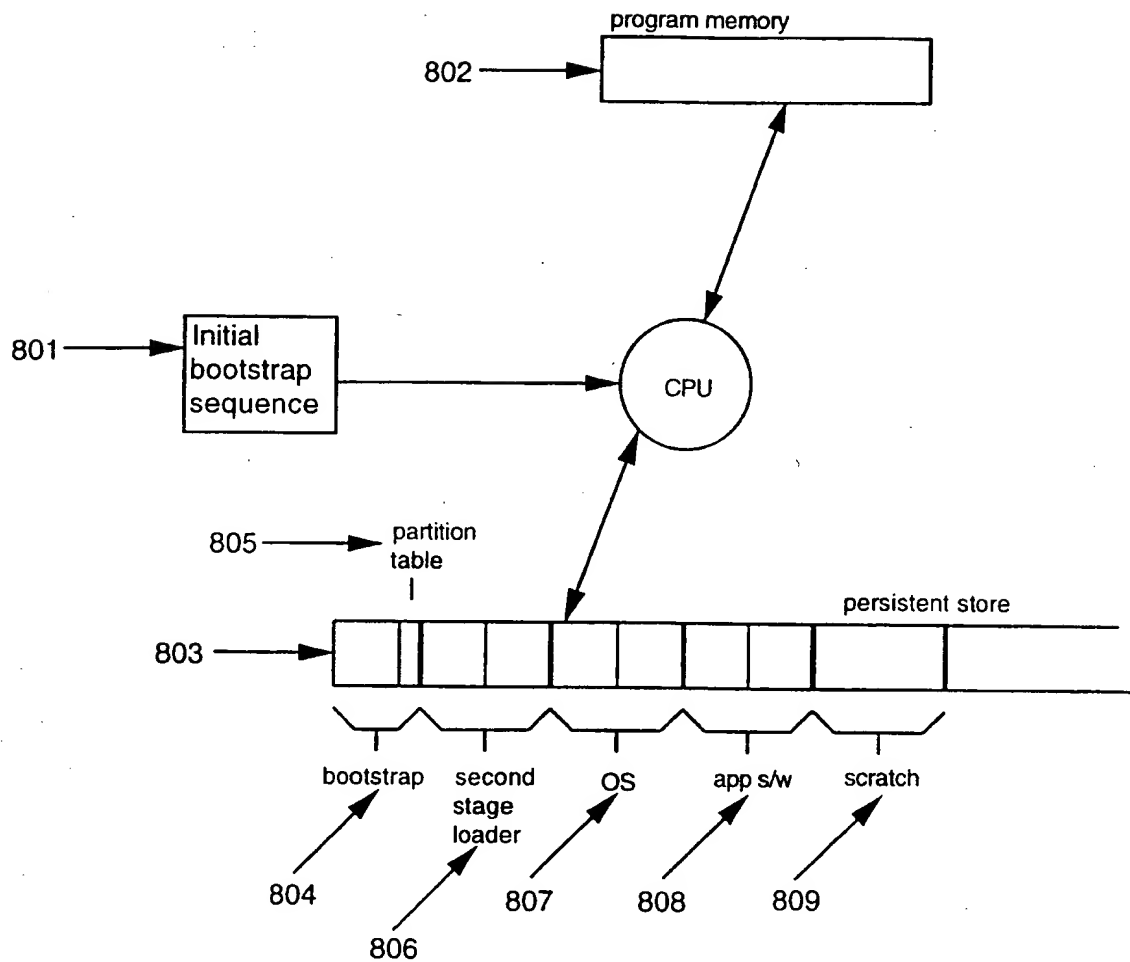 program memory
802
801
Initial
bootstrap
sequence
CPU
805
partition
table
persistent store
803
bootstrap
second
stage
loader
OS
app s/w
scratch
804
806
807
808
809